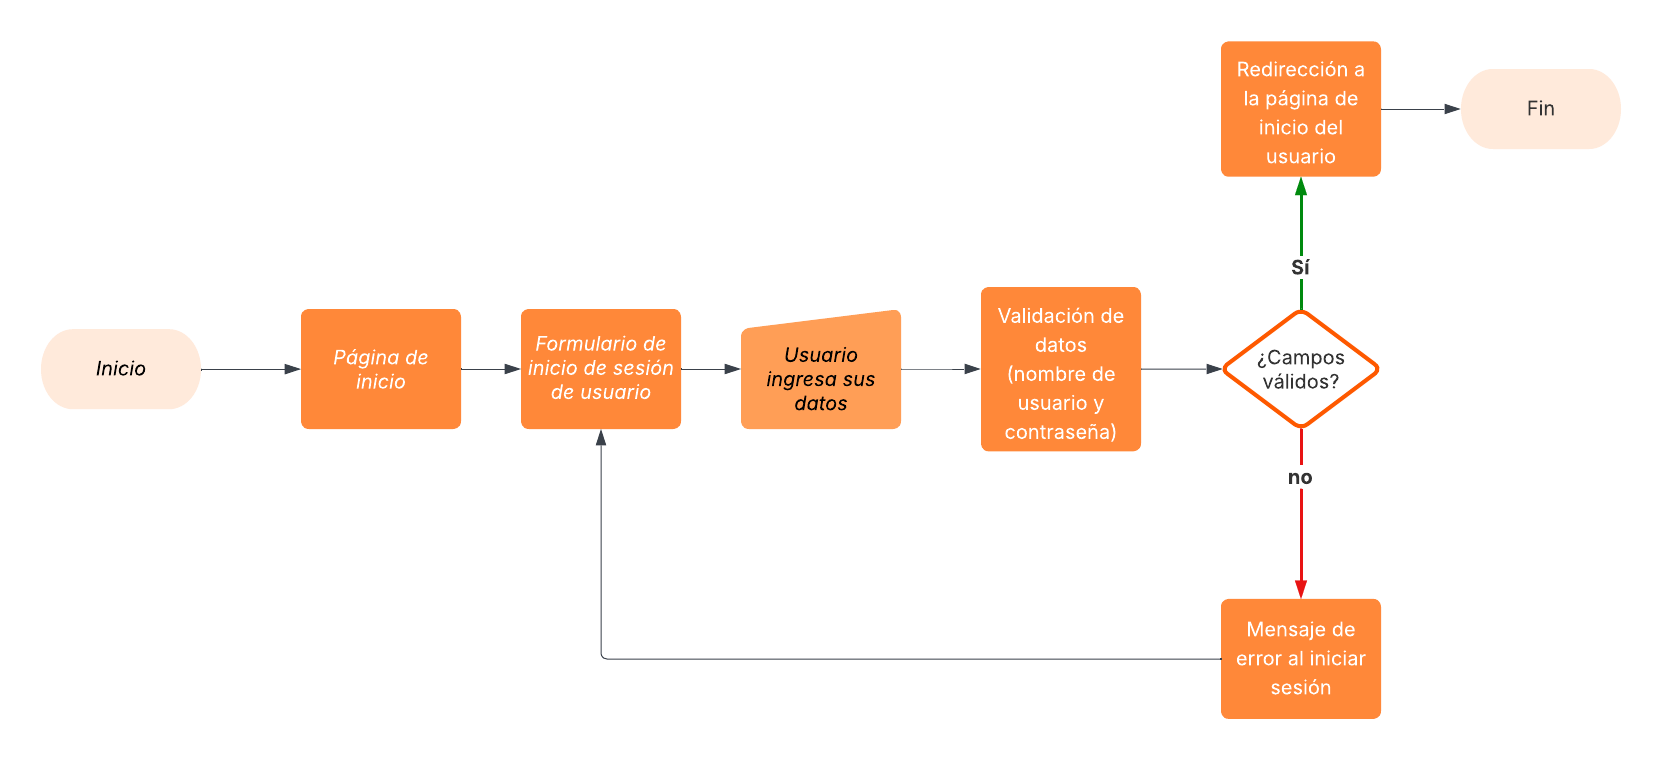 Inicio
Página de
inicio
Formulario de
inicio de sesión
de usuario
Usuario
ingresa sus
datos
Validación de
datos
(nombre de
usuario y
contraseña)
¿Campos
válidos?
Sí
Redirección a
la página de
inicio del
usuario
Fin
no
Mensaje de
error al iniciar
sesión